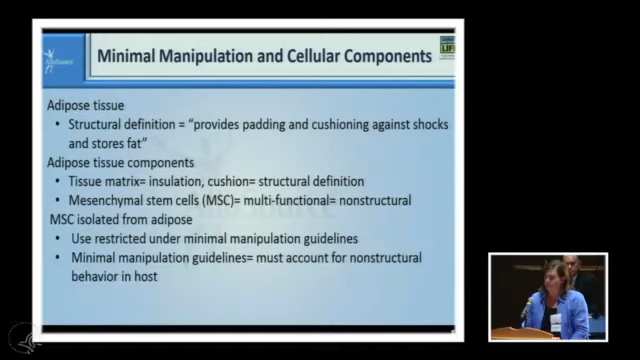 Minimal Manipulation and Cellular Components
LIFE
Adipose tissue
• Structural definition = “provides padding and cushioning against shocks
and stores fat”
Adipose tissue components
• Tissue matrix= insulation, cushion= structural definition
• Mesenchymal stem cells (MSC)= multi-functional= nonstructural
MSC isolated from adipose
• Use restricted under minimal manipulation guidelines
• Minimal manipulation guidelines= must account for nonstructural
behavior in host